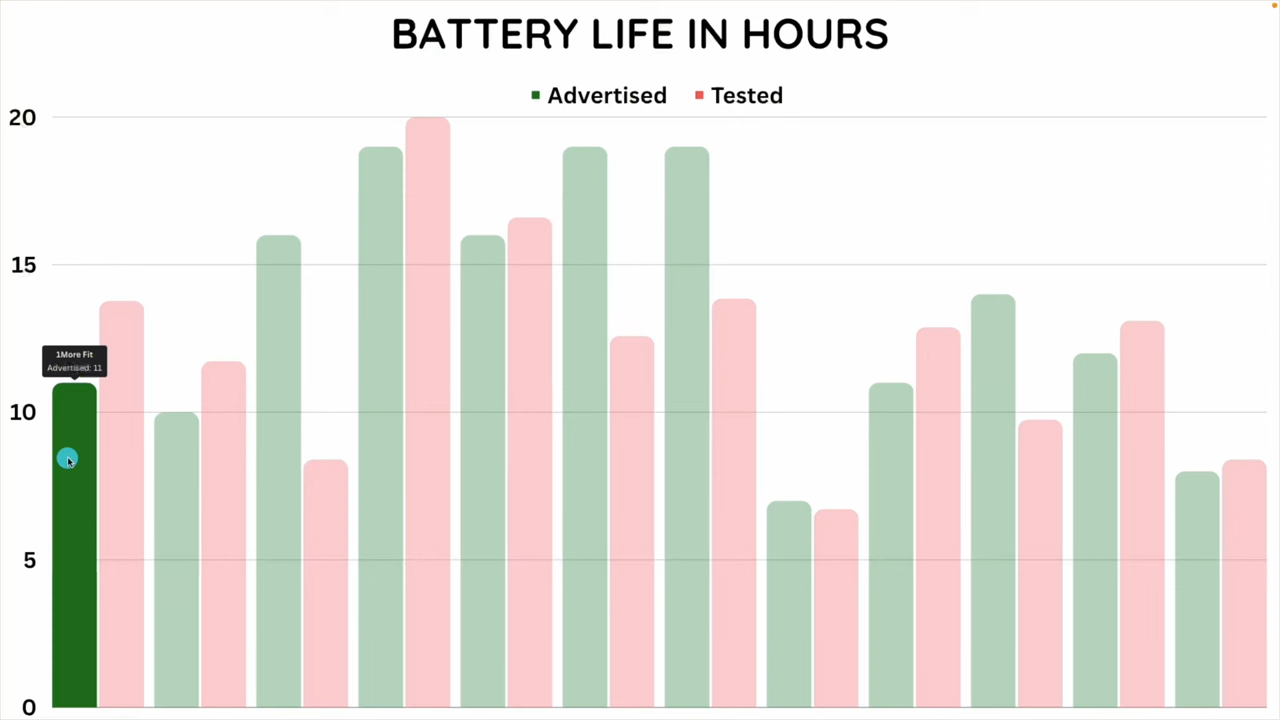 BATTERY LIFE IN HOURS
Advertised Tested
20
15
1More Fit
Advertised: 11
10
5
0